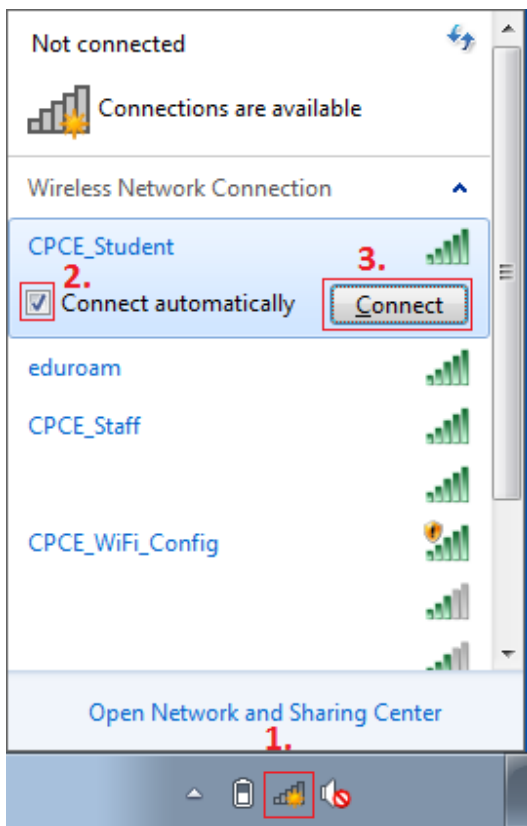 Not connected
Connections are available
Wireless Network Connection
CPCE_Student
2.
3.
Connect automatically
Connect
eduroam
CPCE_Staff
CPCE_WiFi_Config
Open Network and Sharing Center
1.